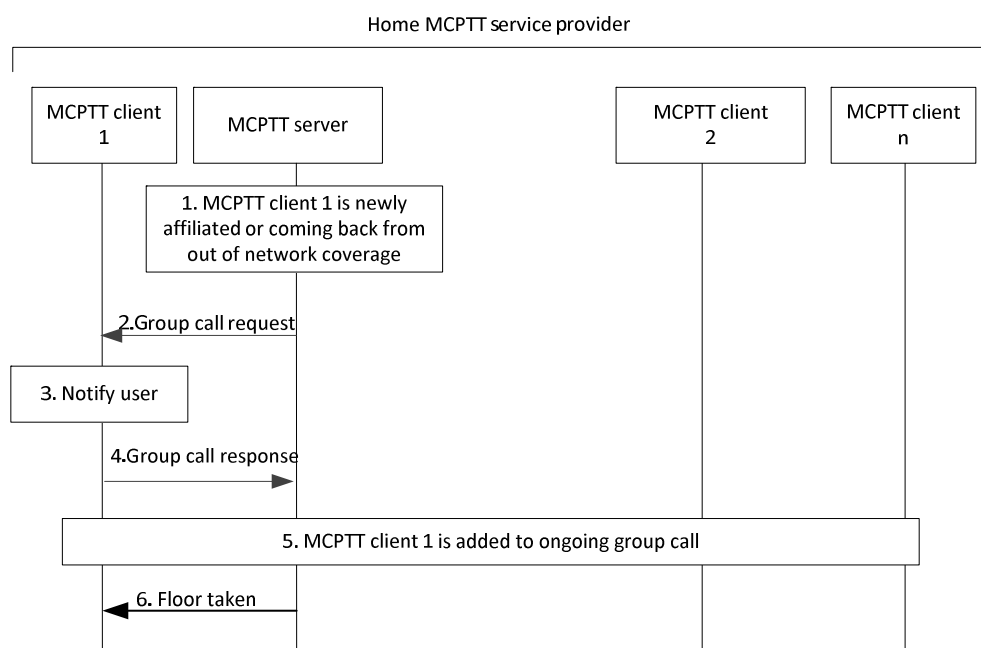 Home MCPTT service provider
MCPTT client
1
MCPTT server
MCPTT client
2
MCPTT client
n
1. MCPTT client 1 is newly
affiliated or coming back from
out of network coverage
2.Group call request
3. Notify user
4.Group call response
5. MCPTT client 1 is added to ongoing group call
6. Floor taken